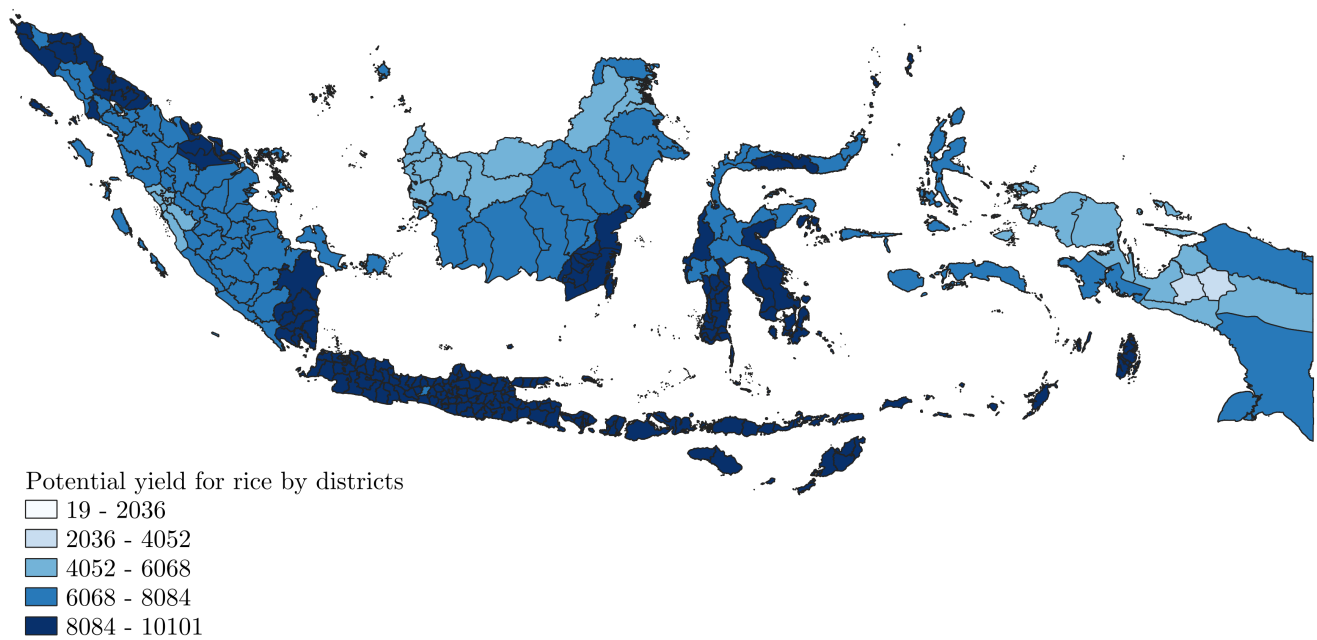 Potential yield for rice by districts
19 - 2036
2036 - 4052
4052 - 6068
6068 - 8084
8084 - 10101